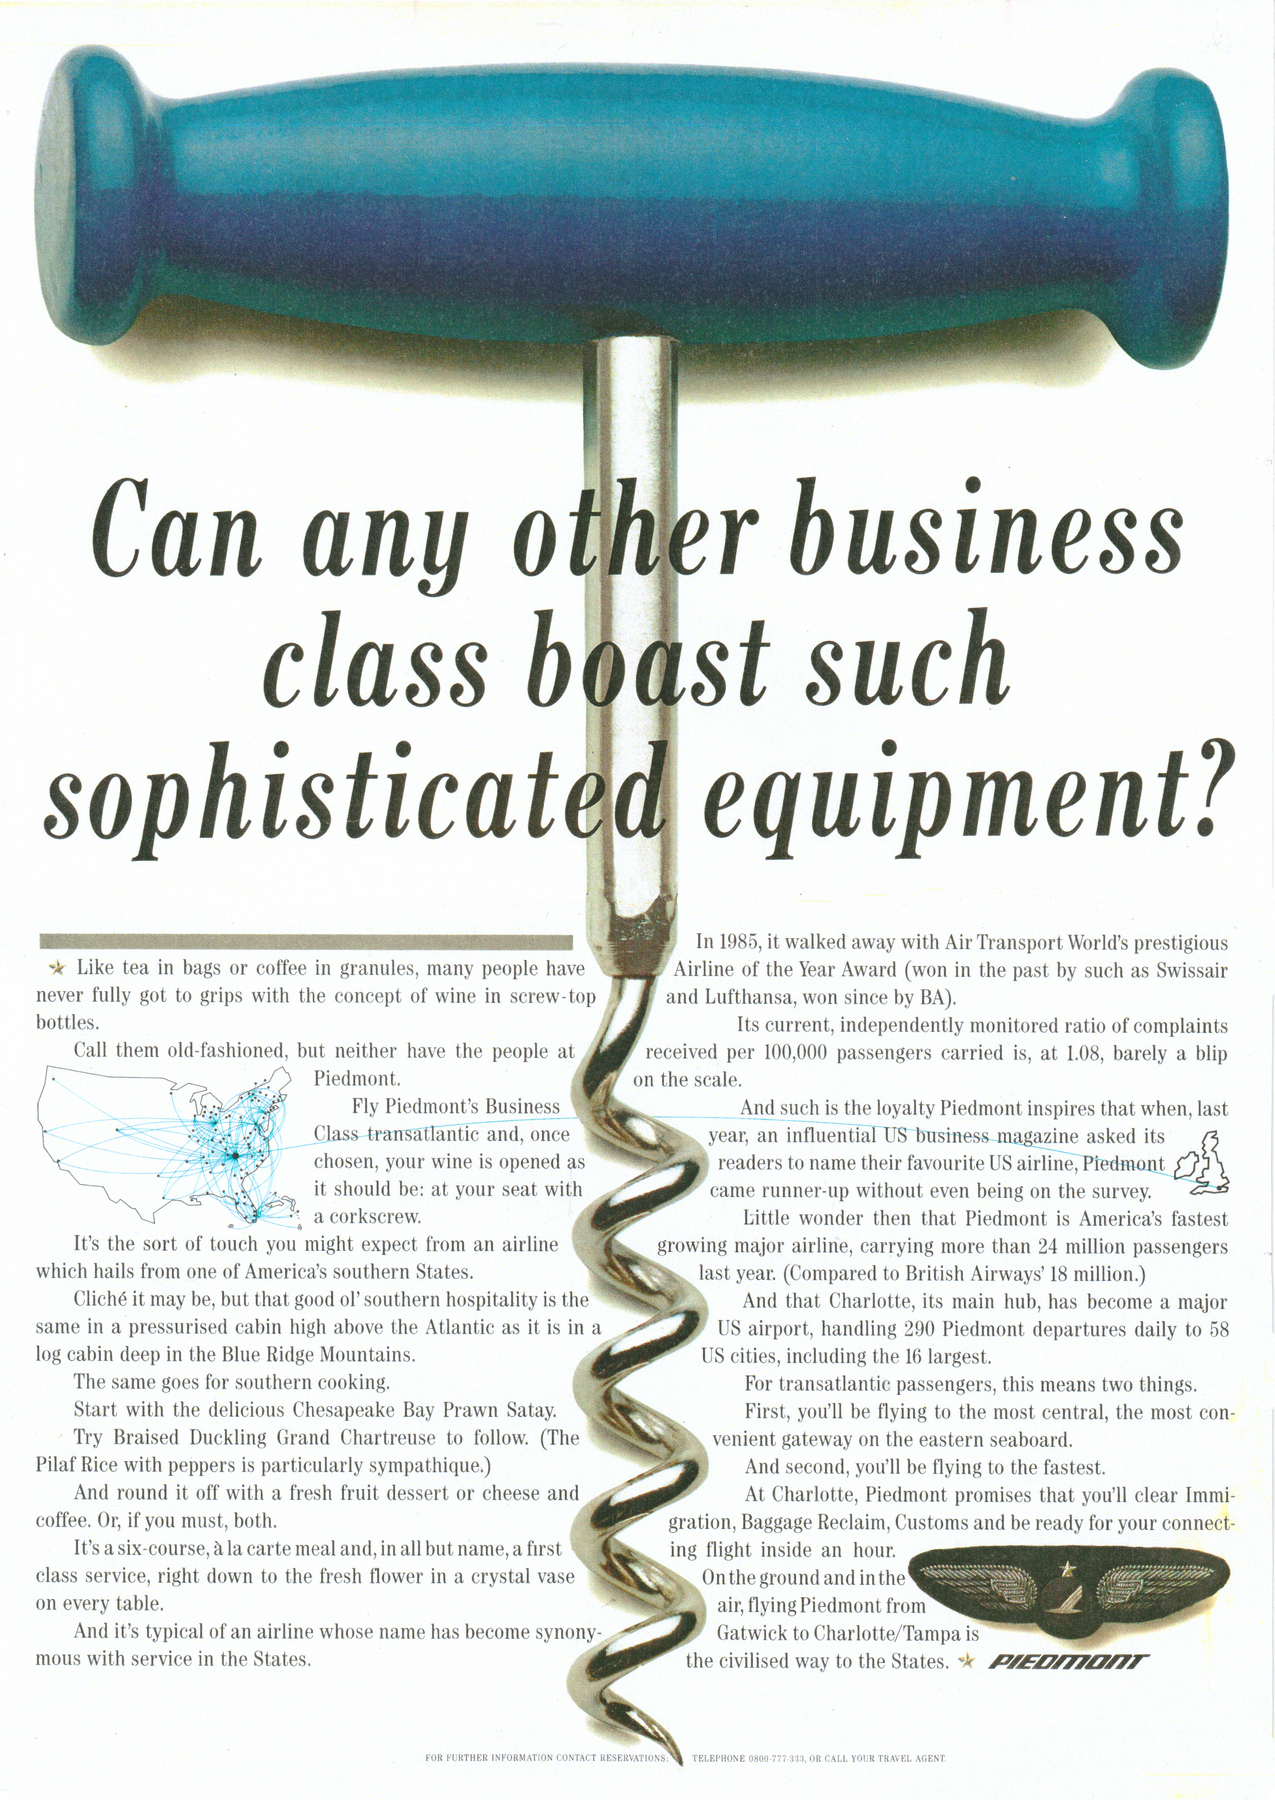 Can any other business
class boast such
sophisticated equipment?
Like tea in bags or coffee in granules, many people have
never fully got to grips with the concept of wine in screw-top
bottles.
Call them old-fashioned, but neither have the people at
Piedmont.
Fly Piedmont's Business
Class transatlantic and, once
chosen, your wine is opened as
it should be: at your seat with
a corkscrew.
It's the sort of touch you might expect from an airline
which hails from one of America's southern States.
Cliché it may be, but that good ol' southern hospitality is the
same in a pressurised cabin high above the Atlantic as it is in a
log cabin deep in the Blue Ridge Mountains.
The same goes for southern cooking.
Start with the delicious Chesapeake Bay Prawn Satay.
Try Braised Duckling Grand Chartreuse to follow. (The
Pilaf Rice with peppers is particularly sympathique.)
And round it off with a fresh fruit dessert or cheese and
coffee. Or, if you must, both.
It's a six-course, à la carte meal and, in all but name, a first
class service, right down to the fresh flower in a crystal vase
on every table.
And it's typical of an airline whose name has become synony-
mous with service in the States.
In 1985, it walked away with Air Transport World's prestigious
Airline of the Year Award (won in the past by such as Swissair
and Lufthansa, won since by BA).
Its current, independently monitored ratio of complaints
received per 100,000 passengers carried is, at 1.08, barely a blip
on the scale.
And such is the loyalty Piedmont inspires that when, last
year, an influential US business magazine asked its
readers to name their favourite US airline, Piedmont
came runner-up without even being on the survey.
Little wonder then that Piedmont is America's fastest
growing major airline, carrying more than 24 million passengers
last year. (Compared to British Airways' 18 million.)
And that Charlotte, its main hub, has become a major
US airport, handling 290 Piedmont departures daily to 58
US cities, including the 16 largest.
For transatlantic passengers, this means two things.
First, you'll be flying to the most central, the most con-
venient gateway on the eastern seaboard.
And second, you'll be flying to the fastest.
At Charlotte, Piedmont promises that you'll clear Immi-
gration, Baggage Reclaim, Customs and be ready for your connect-
ing flight inside an hour.
On the ground and in the
air, flying Piedmont from
Gatwick to Charlotte/Tampa is
the civilised way to the States.
PIEDMONT
FOR FURTHER INFORMATION CONTACT RESERVATIONS: TELEPHONE 0800-777-333, OR CALL YOUR TRAVEL AGENT.